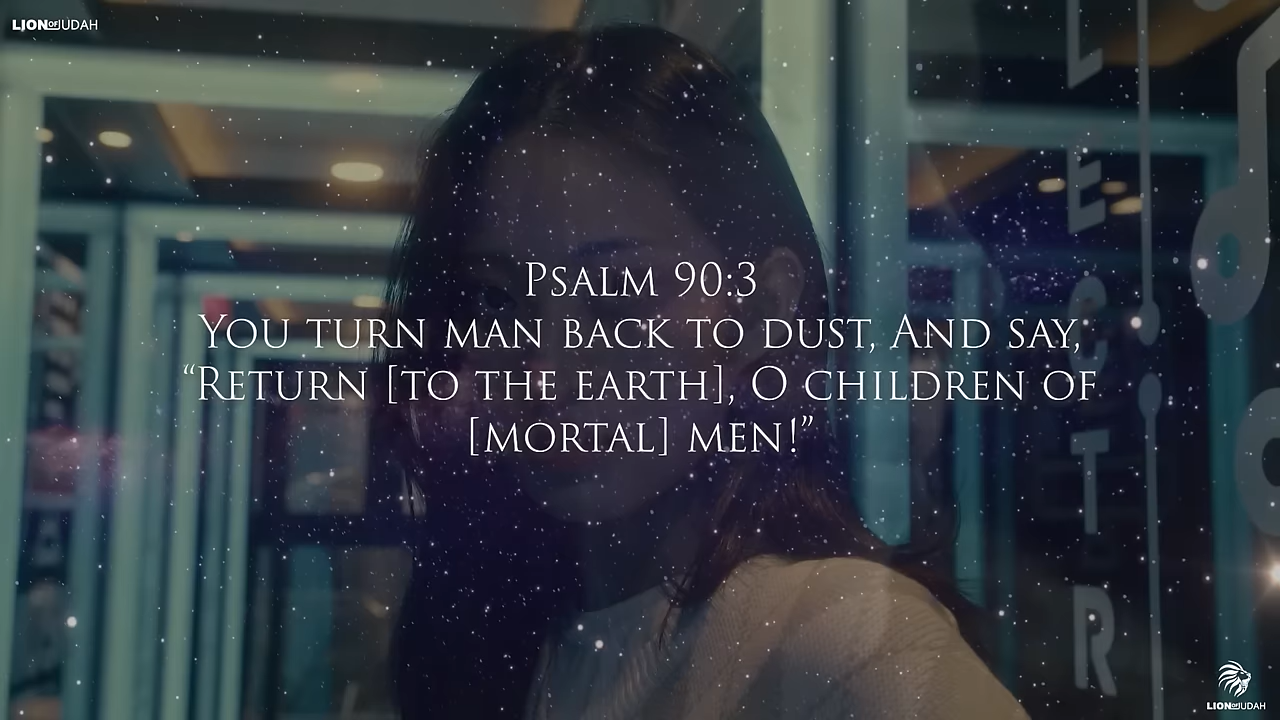 LION OF JUDAH
PSALM 90:3
YOU TURN MAN BACK TO DUST, AND SAY,
“RETURN [TO THE EARTH], O CHILDREN OF
[MORTAL] MEN!”
L
E
C
T
R
LION OF JUDAH